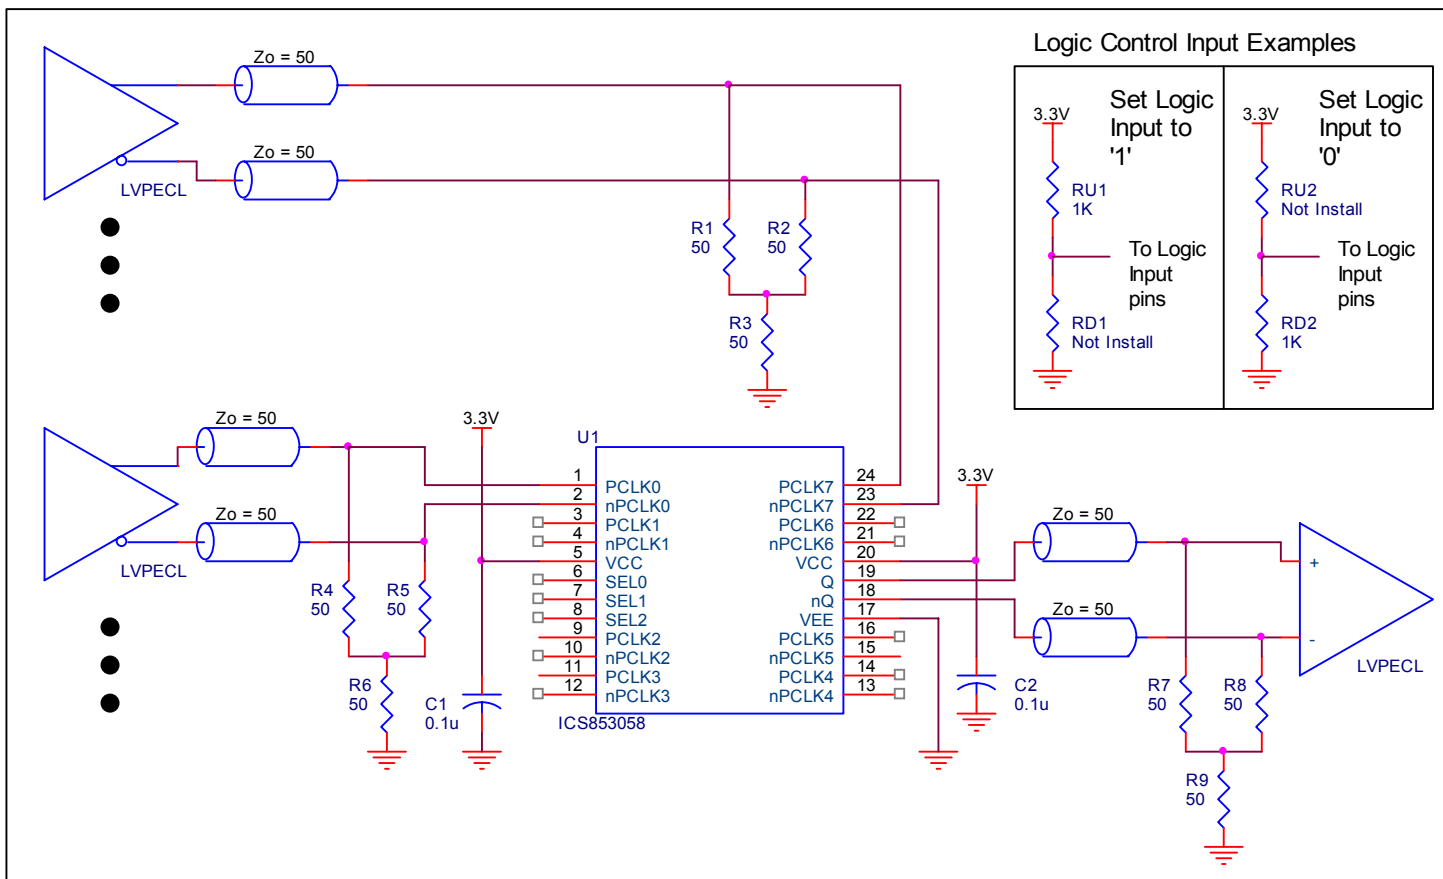 Zo = 50
Zo = 50
LVPECL
R1
50
R2
50
R3
50
Logic Control Input Examples
3.3V
Set Logic
Input to
'1'
RU1
1K
To Logic
Input
pins
RD1
Not Install
3.3V
Set Logic
Input to
'0'
RU2
Not Install
To Logic
Input
pins
RD2
1K
Zo = 50
Zo = 50
LVPECL
R4
50
R5
50
R6
50
3.3V
C1
0.1u
U1
1 PCLK0
2 nPCLK0
3 PCLK1
4 nPCLK1
5 VCC
6 SEL0
7 SEL1
8 SEL2
9 PCLK2
10 nPCLK2
11 PCLK3
12 nPCLK3
PCLK7 24
nPCLK7 23
PCLK6 22
nPCLK6 21
VCC 20
Q 19
nQ 18
VEE 17
PCLK5 16
nPCLK5 15
PCLK4 14
nPCLK4 13
ICS853058
3.3V
C2
0.1u
Zo = 50
Zo = 50
+
-
LVPECL
R7
50
R8
50
R9
50